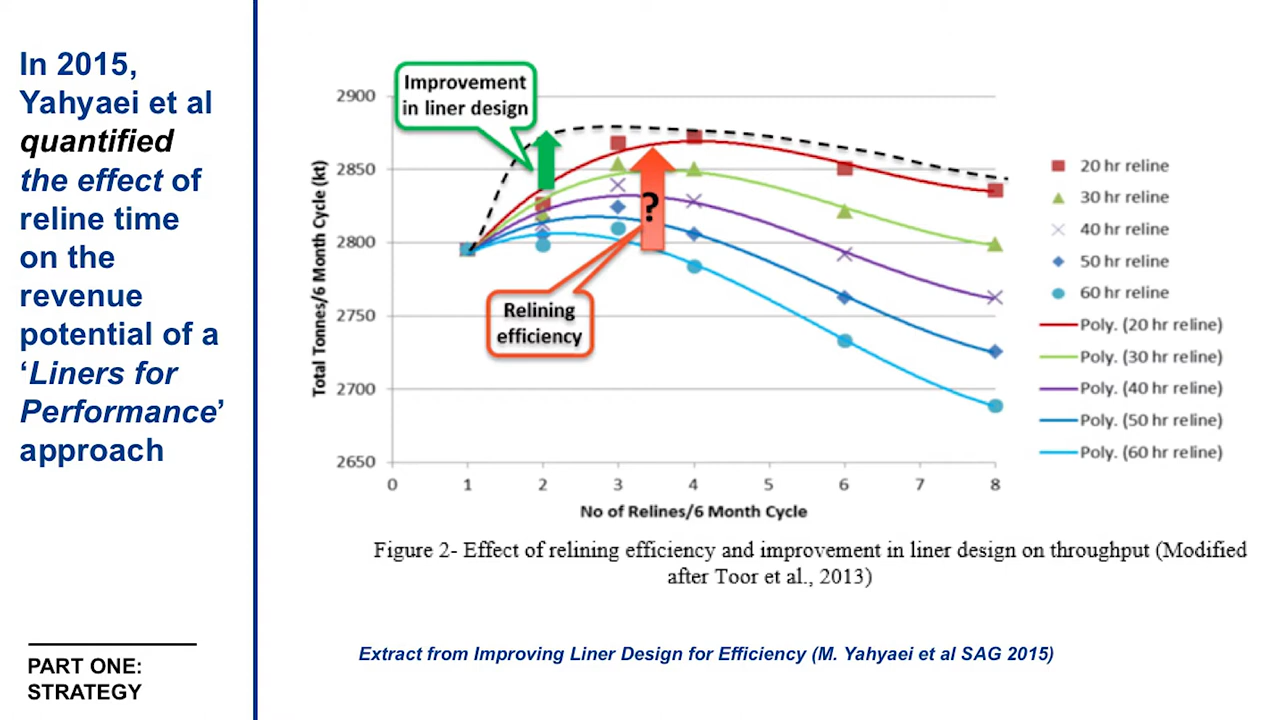 In 2015,
Yahyaei et al
quantified
the effect of
reline time
on the
revenue
potential of a
‘Liners for
Performance’
approach
PART ONE:
STRATEGY
Improvement
in liner design
Relining
efficiency
?
Total Tonnes/6 Month Cycle (kt)
2900
2850
2800
2750
2700
2650
0 1 2 3 4 5 6 7 8
No of Relines/6 Month Cycle
20 hr reline
30 hr reline
40 hr reline
50 hr reline
60 hr reline
Poly. (20 hr reline)
Poly. (30 hr reline)
Poly. (40 hr reline)
Poly. (50 hr reline)
Poly. (60 hr reline)
Figure 2- Effect of relining efficiency and improvement in liner design on throughput (Modified
after Toor et al., 2013)
Extract from Improving Liner Design for Efficiency (M. Yahyaei et al SAG 2015)